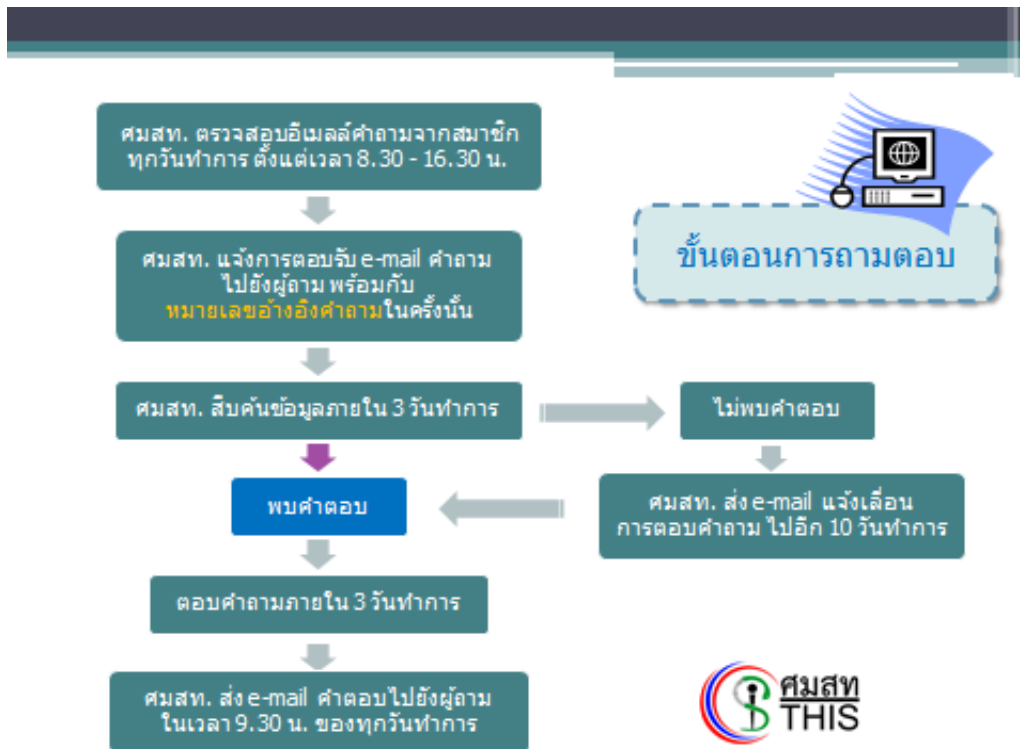 ศมสท. ตรวจสอบอีเมลล์คำถามจากสมาชิก
ทุกวันทำการ ตั้งแต่เวลา 8.30 - 16.30 น.
ขั้นตอนการถามตอบ
ศมสท. แจ้งการตอบรับ e-mail คำถาม
ไปยังผู้ถาม พร้อมกับ
หมายเลขอ้างอิงคำถามในครั้งนั้น
ศมสท. สืบค้นข้อมูลภายใน 3 วันทำการ
ไม่พบคำตอบ
ศมสท. ส่ง e-mail แจ้งเลื่อน
การตอบคำถาม ไปอีก 10 วันทำการ
พบคำตอบ
ตอบคำถามภายใน 3 วันทำการ
ศมสท. ส่ง e-mail คำตอบไปยังผู้ถาม
ในเวลา 9.30 น. ของทุกวันทำการ
ศมสท
THIS